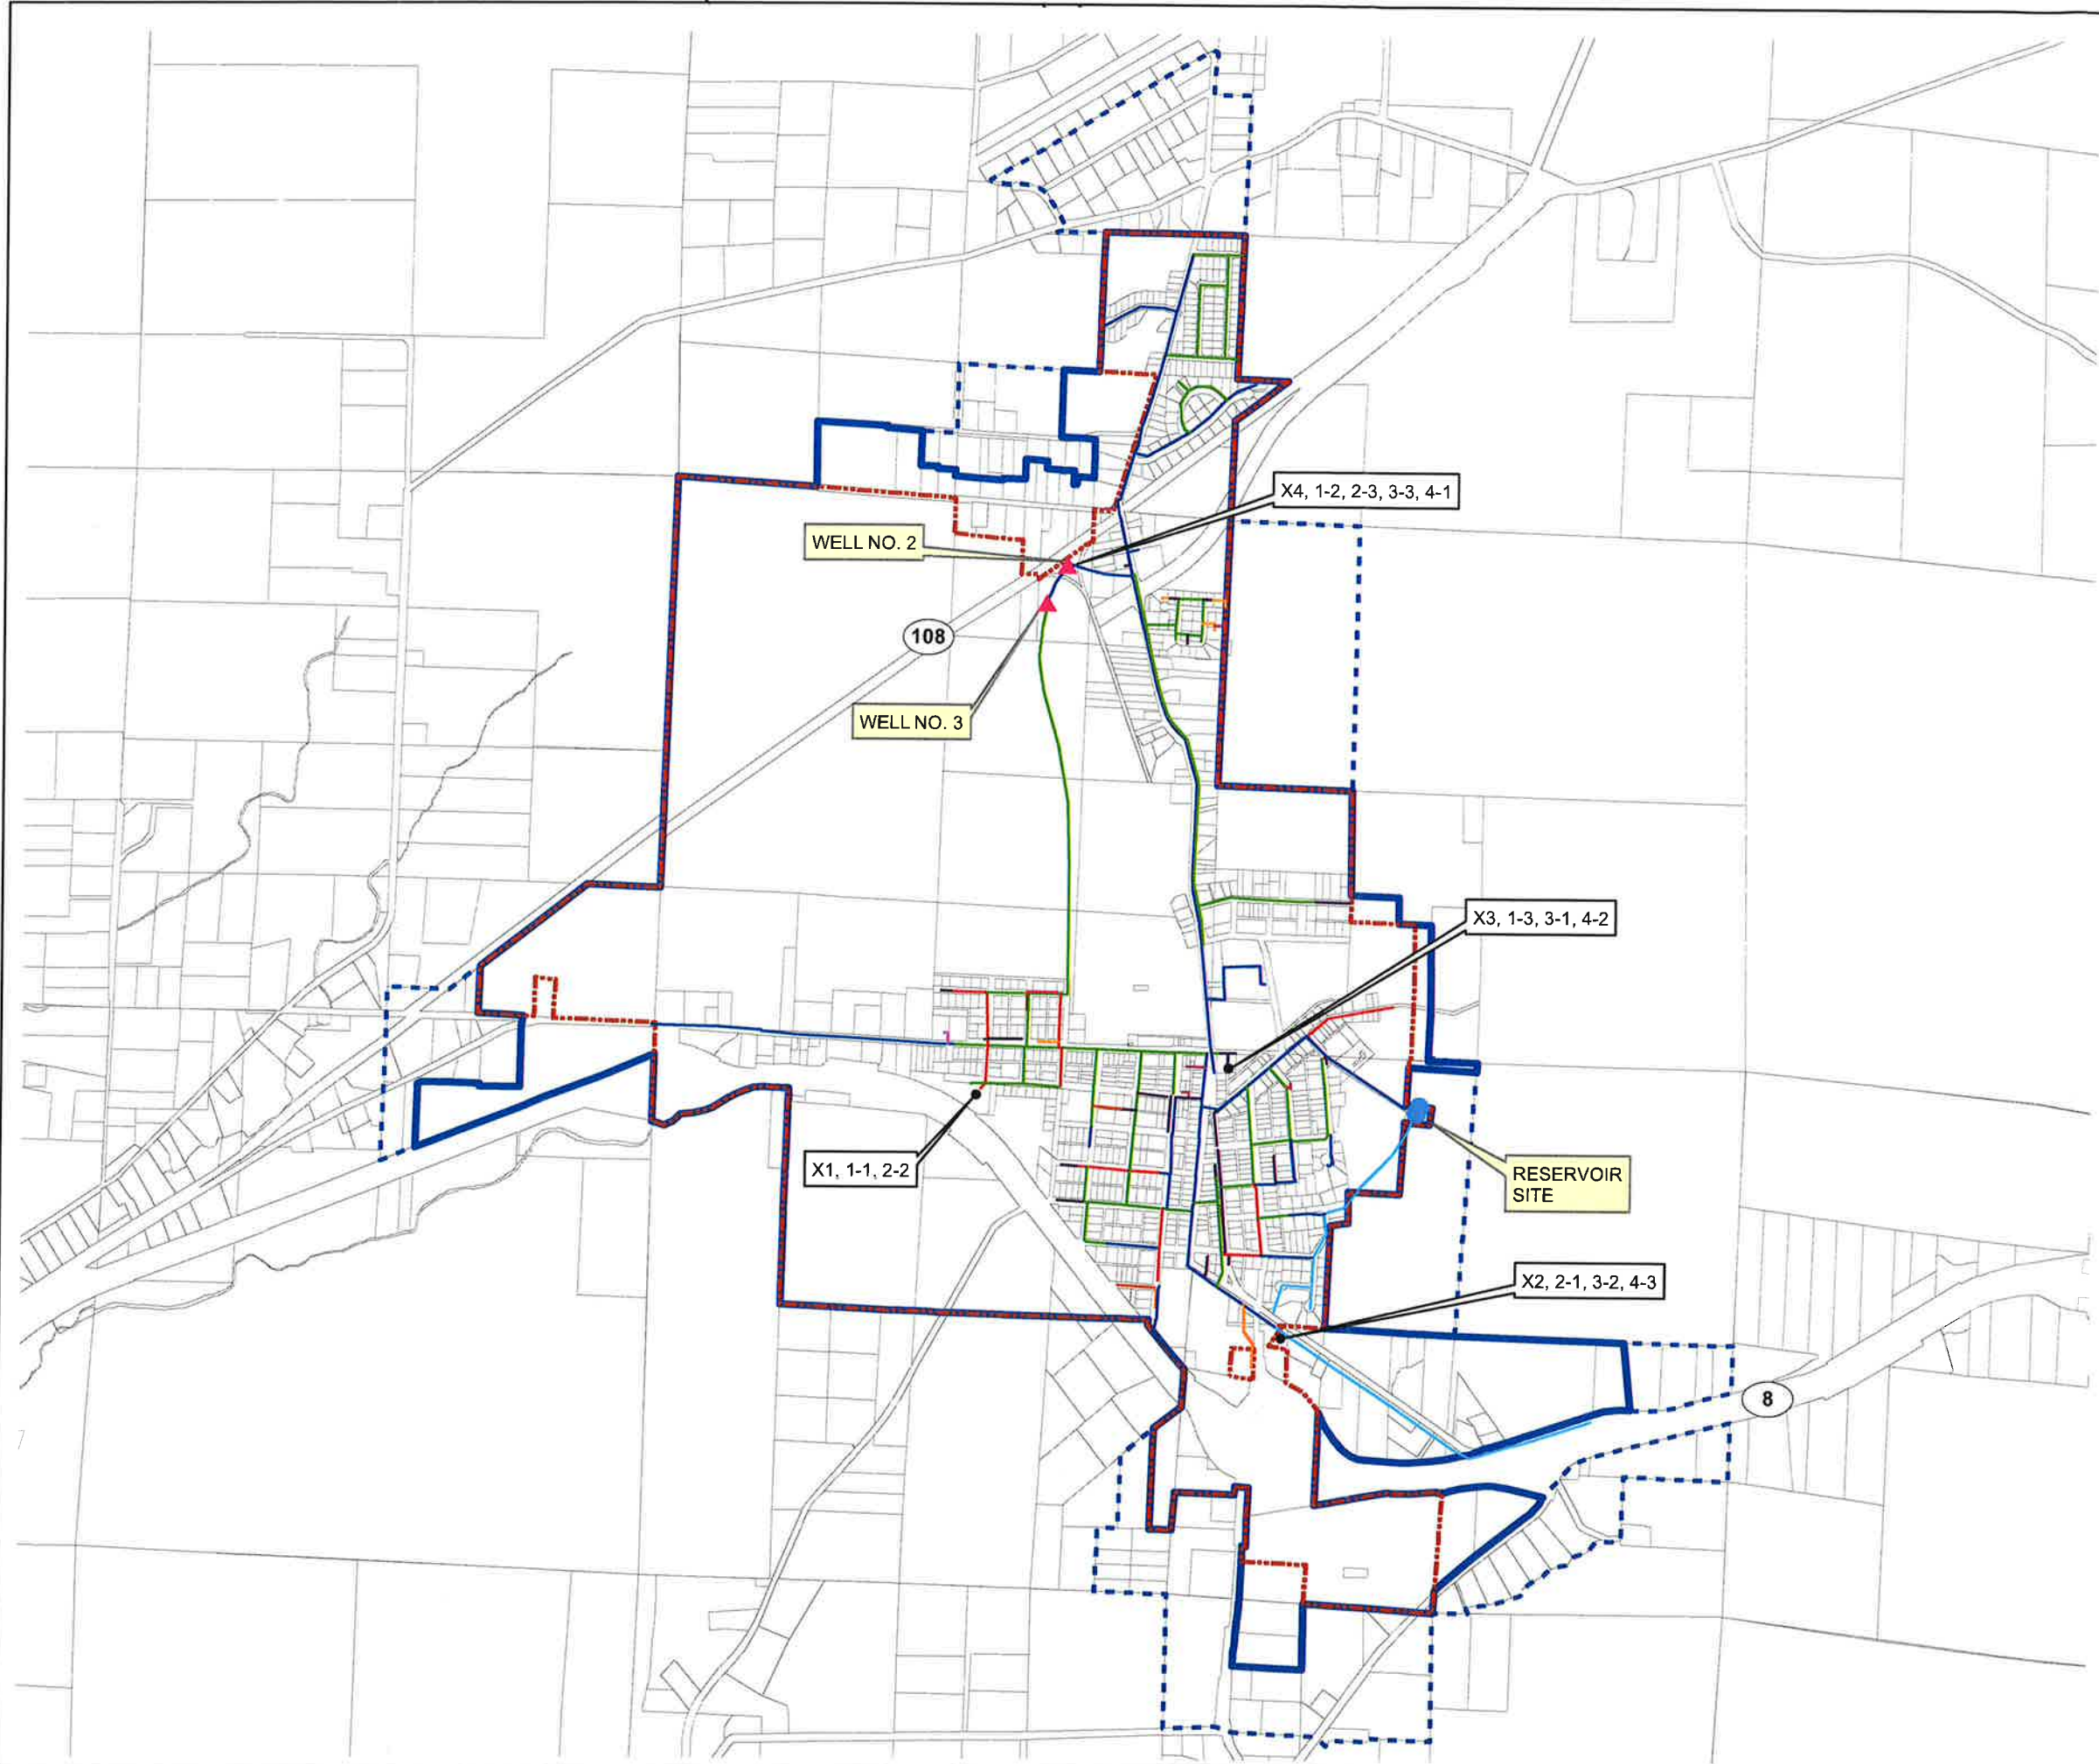 X4, 1-2, 2-3, 3-3, 4-1
WELL NO. 2
108
WELL NO. 3
X3, 1-3, 3-1, 4-2
X1, 1-1, 2-2
RESERVOIR
SITE
X2, 2-1, 3-2, 4-3
8